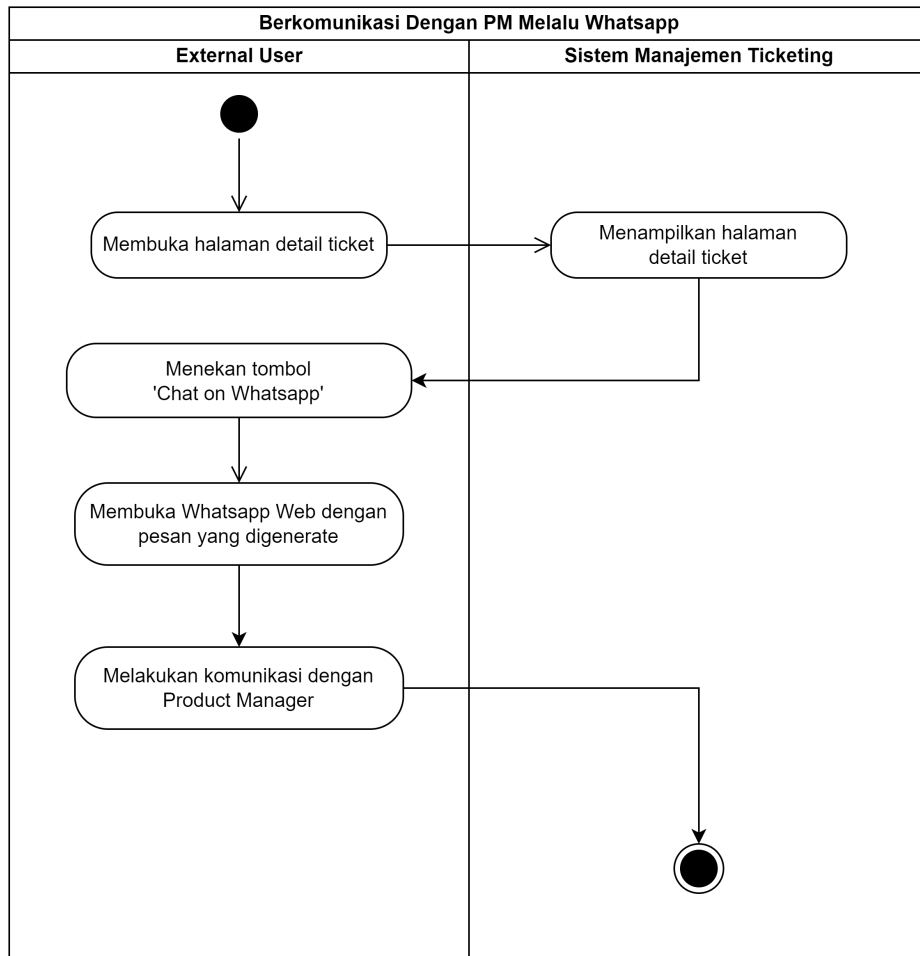 Berkomunikasi Dengan PM Melalu Whatsapp
External User
Sistem Manajemen Ticketing
Membuka halaman detail ticket
Menampilkan halaman
detail ticket
Menekan tombol
'Chat on Whatsapp'
Membuka Whatsapp Web dengan
pesan yang digenerate
Melakukan komunikasi dengan
Product Manager